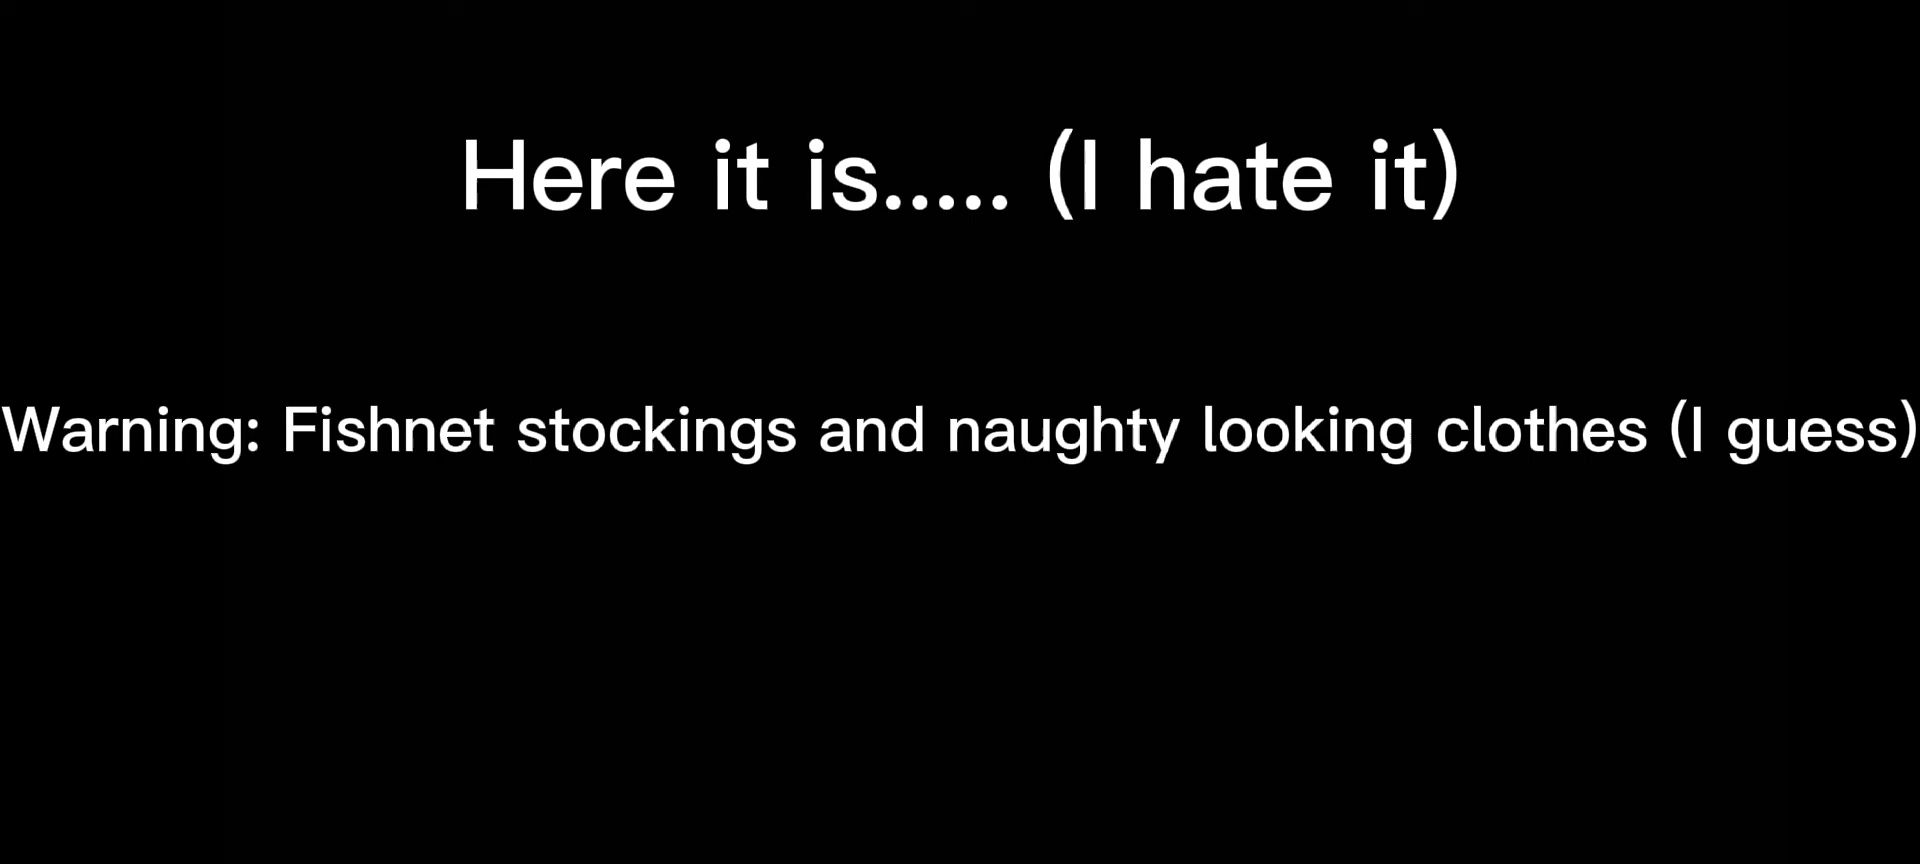 Here it is..... (I hate it)
Warning: Fishnet stockings and naughty looking clothes (I guess)